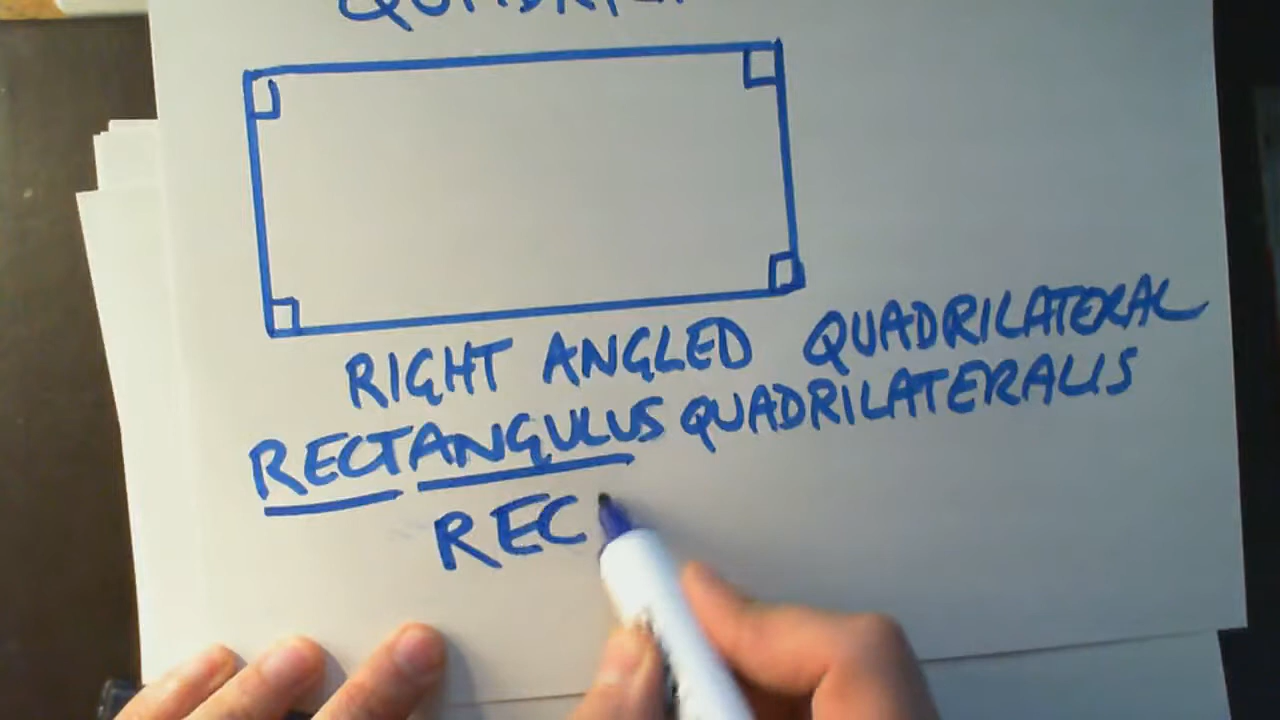 RIGHT ANGLED QUADRILATERAL
RECTANGULUS QUADRILATERALIS
REC